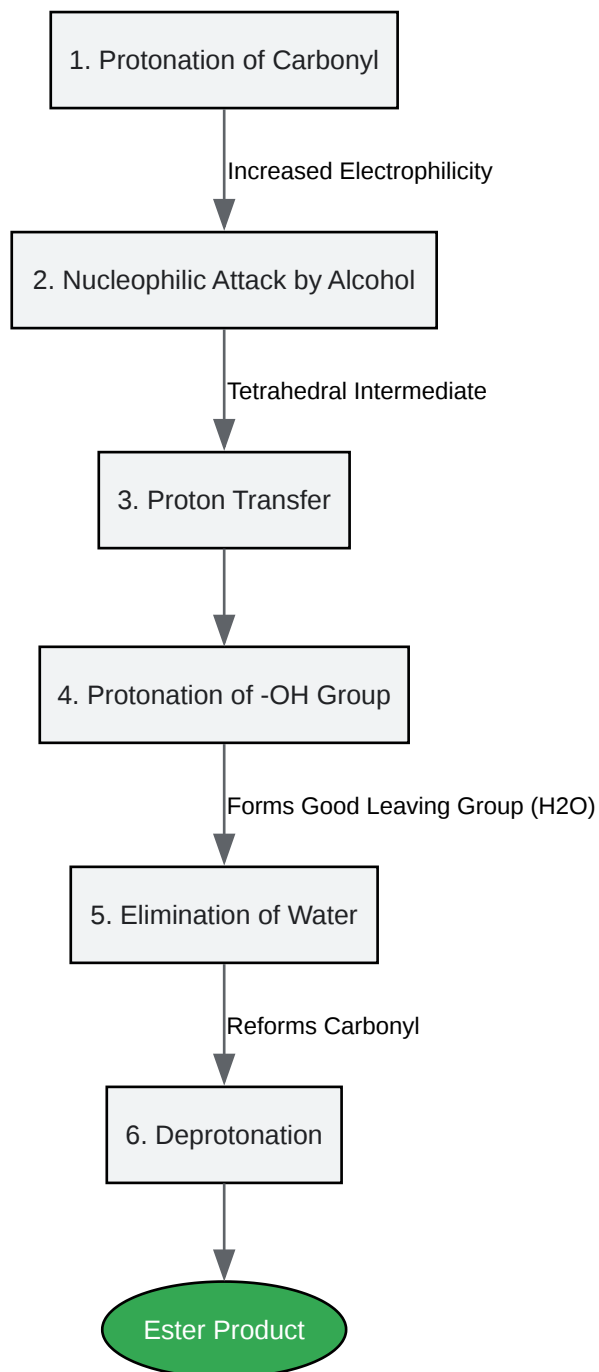 1. Protonation of Carbonyl
Increased Electrophilicity
2. Nucleophilic Attack by Alcohol
Tetrahedral Intermediate
3. Proton Transfer
4. Protonation of -OH Group
Forms Good Leaving Group (H2O)
5. Elimination of Water
Reforms Carbonyl
6. Deprotonation
Ester Product